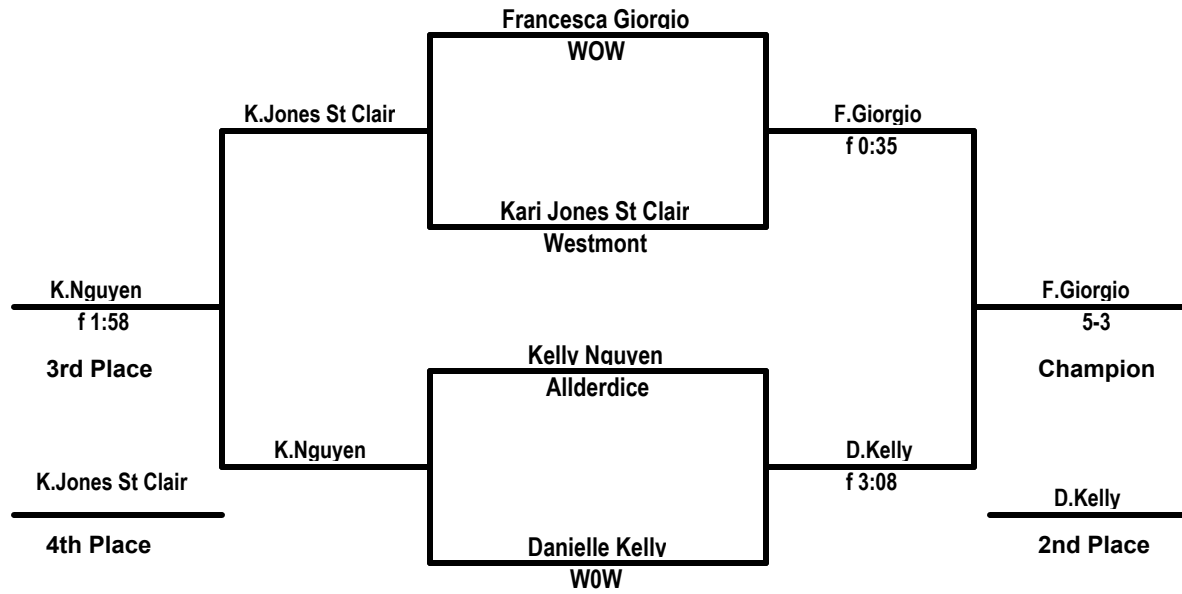 Francesca Giorgio
WOW
K.Jones St Clair
F.Giorgio
f 0:35
Kari Jones St Clair
Westmont
K.Nguyen
f 1:58
3rd Place
F.Giorgio
5-3
Champion
Kelly Nguyen
Allderdice
K.Nguyen
D.Kelly
f 3:08
K.Jones St Clair
4th Place
D.Kelly
2nd Place
Danielle Kelly
W0W